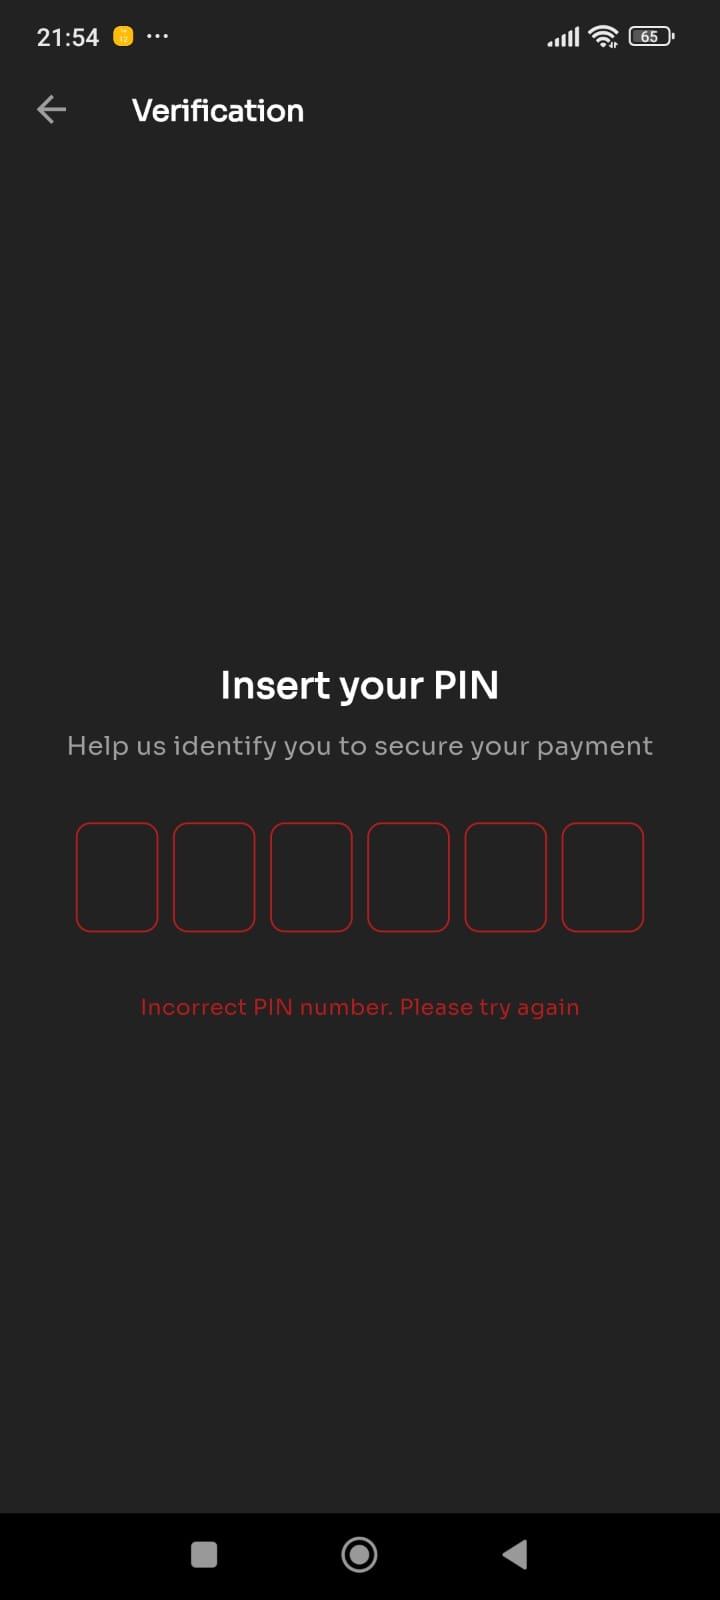 21:54
65
Verification
Insert your PIN
Help us identify you to secure your payment
Incorrect PIN number. Please try again